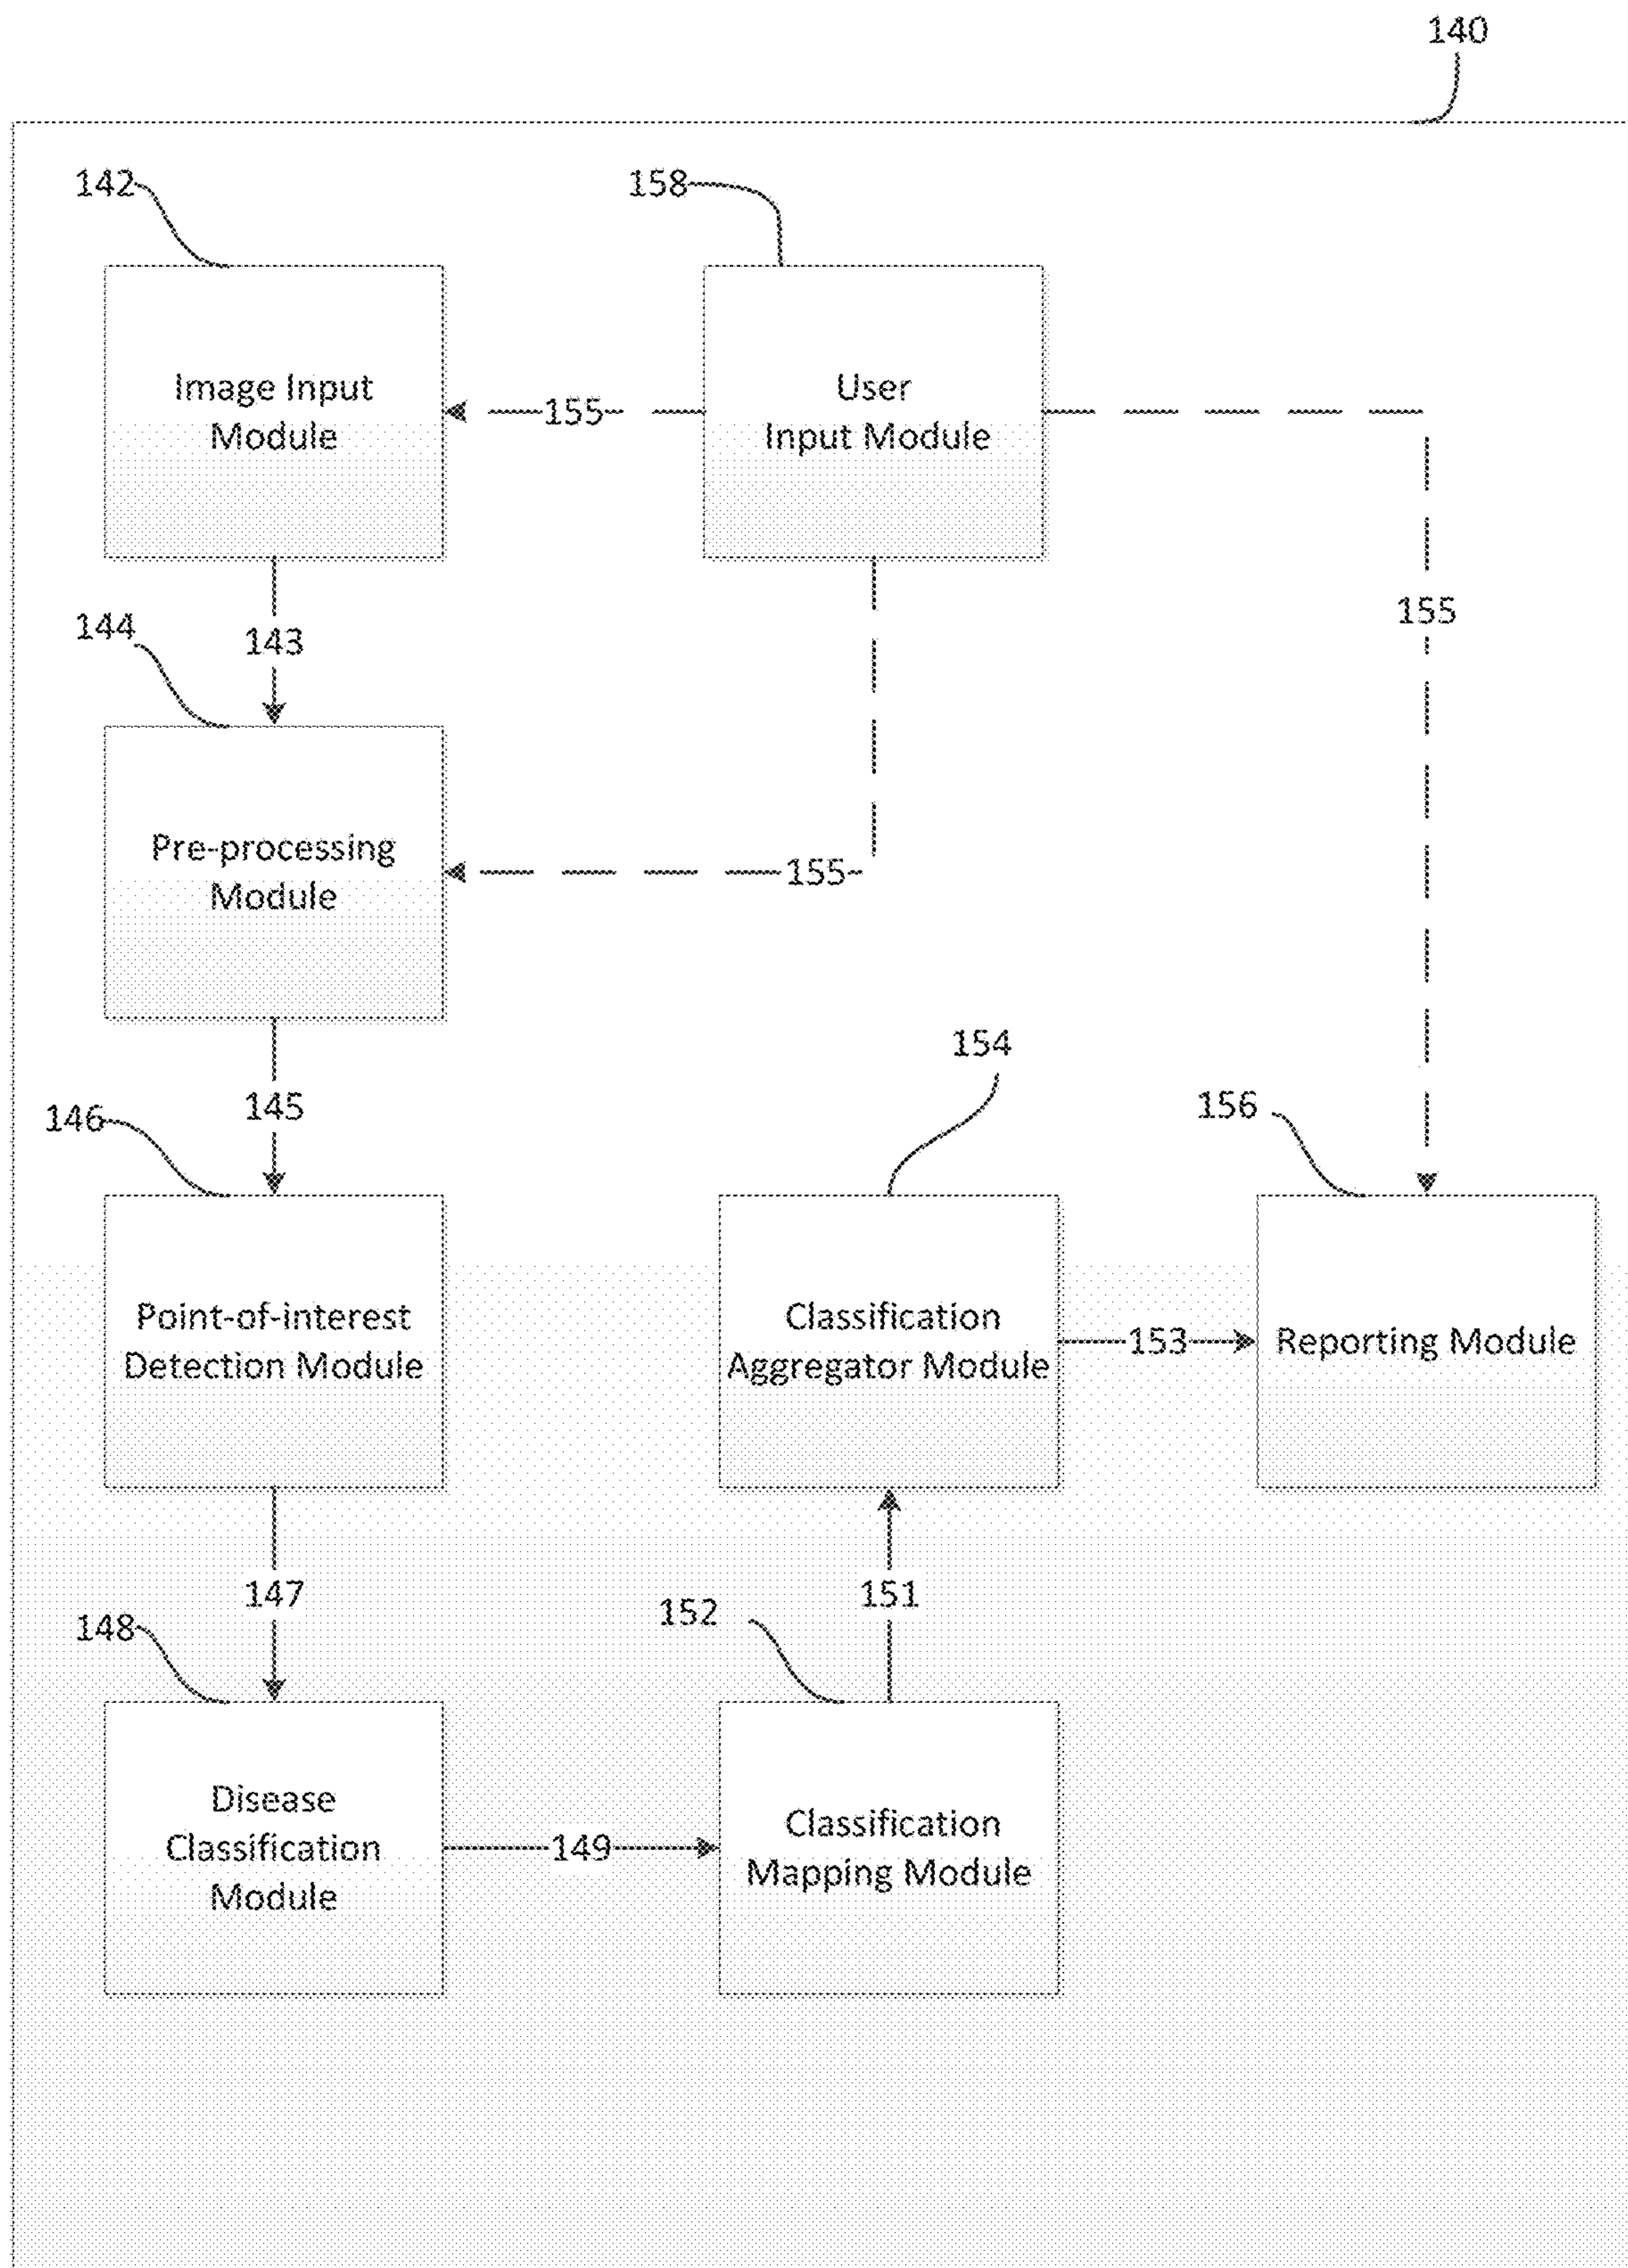 140
142
158
Image Input
Module
155
User
Input Module
144
143
155
Pre-processing
Module
155
154
146
145
156
Point-of-interest
Detection Module
Classification
Aggregator Module
153
Reporting Module
148
147
152
151
Disease
Classification
Module
149
Classification
Mapping Module